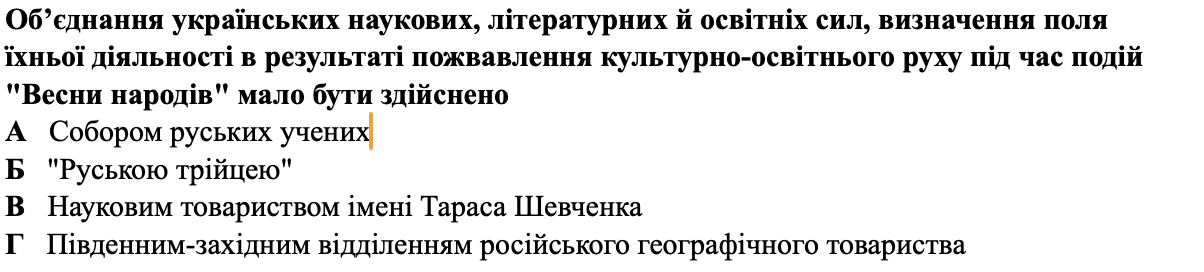 Об’єднання українських наукових, літературних й освітніх сил, визначення поля
їхньої діяльності в результаті пожвавлення культурно-освітнього руху під час подій
"Весни народів" мало бути здійснено
А Собором руських учених
Б "Руською трійцею"
В Науковим товариством імені Тараса Шевченка
Г Південним-західним відділенням російського географічного товариства